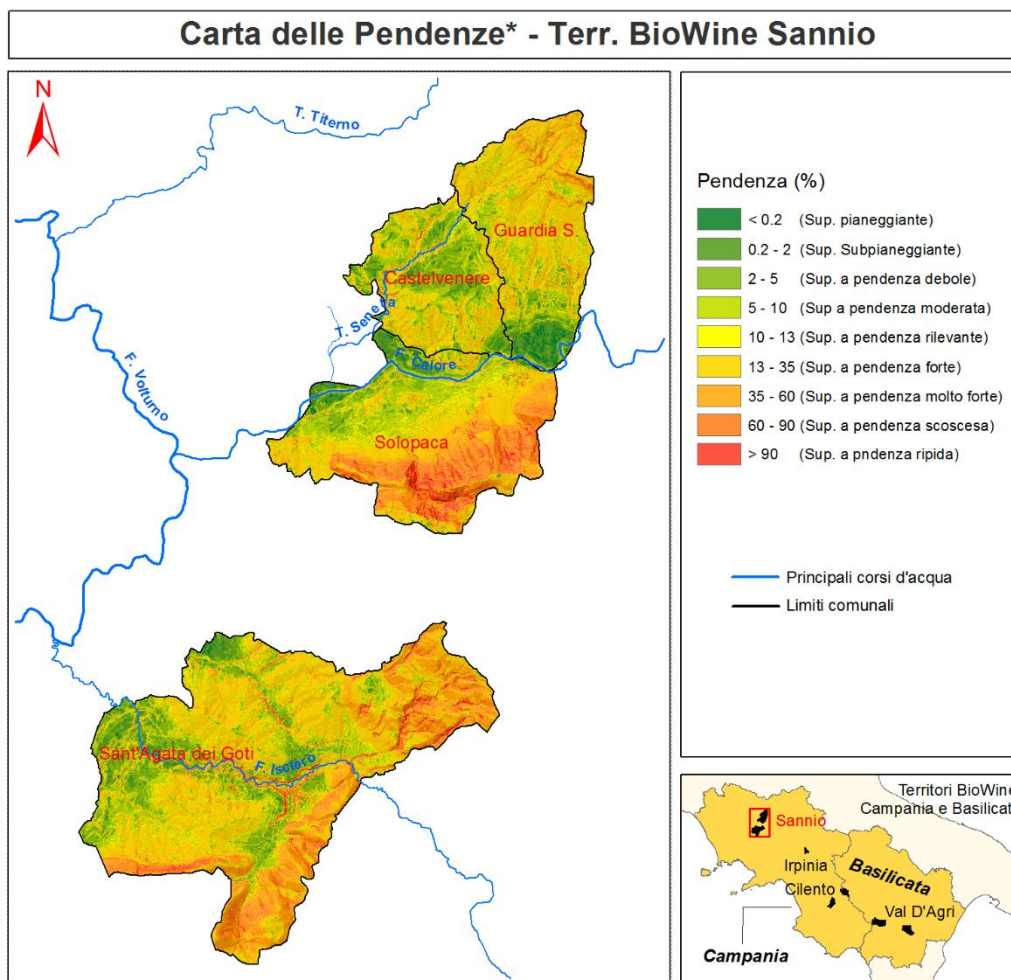 Carta delle Pendenze* - Terr. BioWine Sannio
N
T. Titerno
Guardia S.
Castelvenere
T. Seneta
F. Calore
F. Volturno
Solopaca
Sant'Agata dei Goti
F. Isclero
Pendenza (%)
< 0.2 (Sup. pianeggiante)
0.2 - 2 (Sup. Subpianeggiante)
2 - 5 (Sup. a pendenza debole)
5 - 10 (Sup a pendenza moderata)
10 - 13 (Sup. a pendenza rilevante)
13 - 35 (Sup. a pendenza forte)
35 - 60 (Sup. a pendenza molto forte)
60 - 90 (Sup. a pendenza scoscesa)
> 90 (Sup. a pndenza ripida)
Principali corsi d'acqua
Limiti comunali
Territori BioWine
Campania e Basilicat
Sannio
Irpinia
Basilicata
Cilento
Val D'Agri
Campania